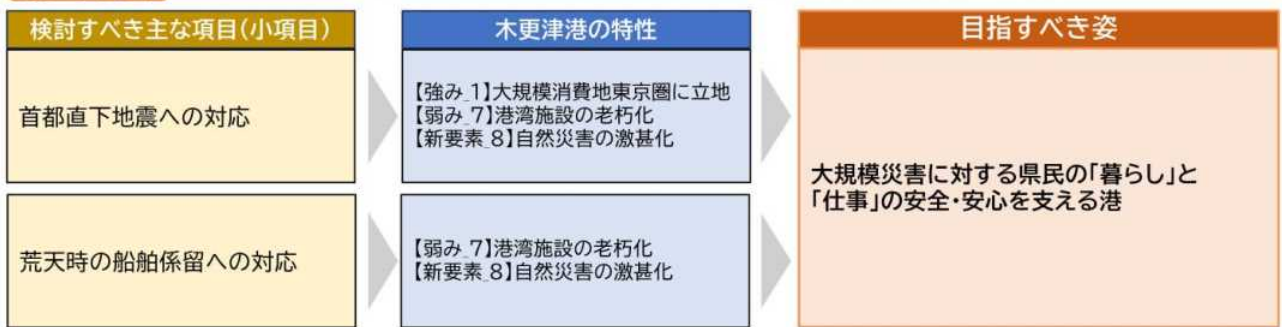 検討すべき主な項目(小項目)
木更津港の特性
目指すべき姿
首都直下地震への対応
【強み_1】大規模消費地東京圏に立地
【弱み_7】港湾施設の老朽化
【新要素_8】自然災害の激甚化
大規模災害に対する県民の「暮らし」と
「仕事」の安全・安心を支える港
荒天時の船舶係留への対応
【弱み_7】港湾施設の老朽化
【新要素_8】自然災害の激甚化